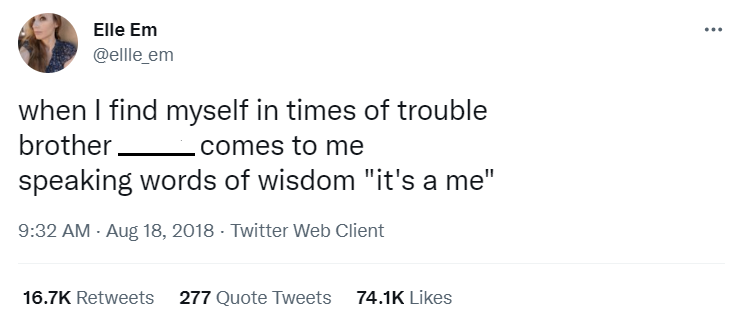 Elle Em
@ellle_em
when I find myself in times of trouble
brother ______ comes to me
speaking words of wisdom "it's a me"
9:32 AM · Aug 18, 2018 · Twitter Web Client
16.7K Retweets 277 Quote Tweets 74.1K Likes